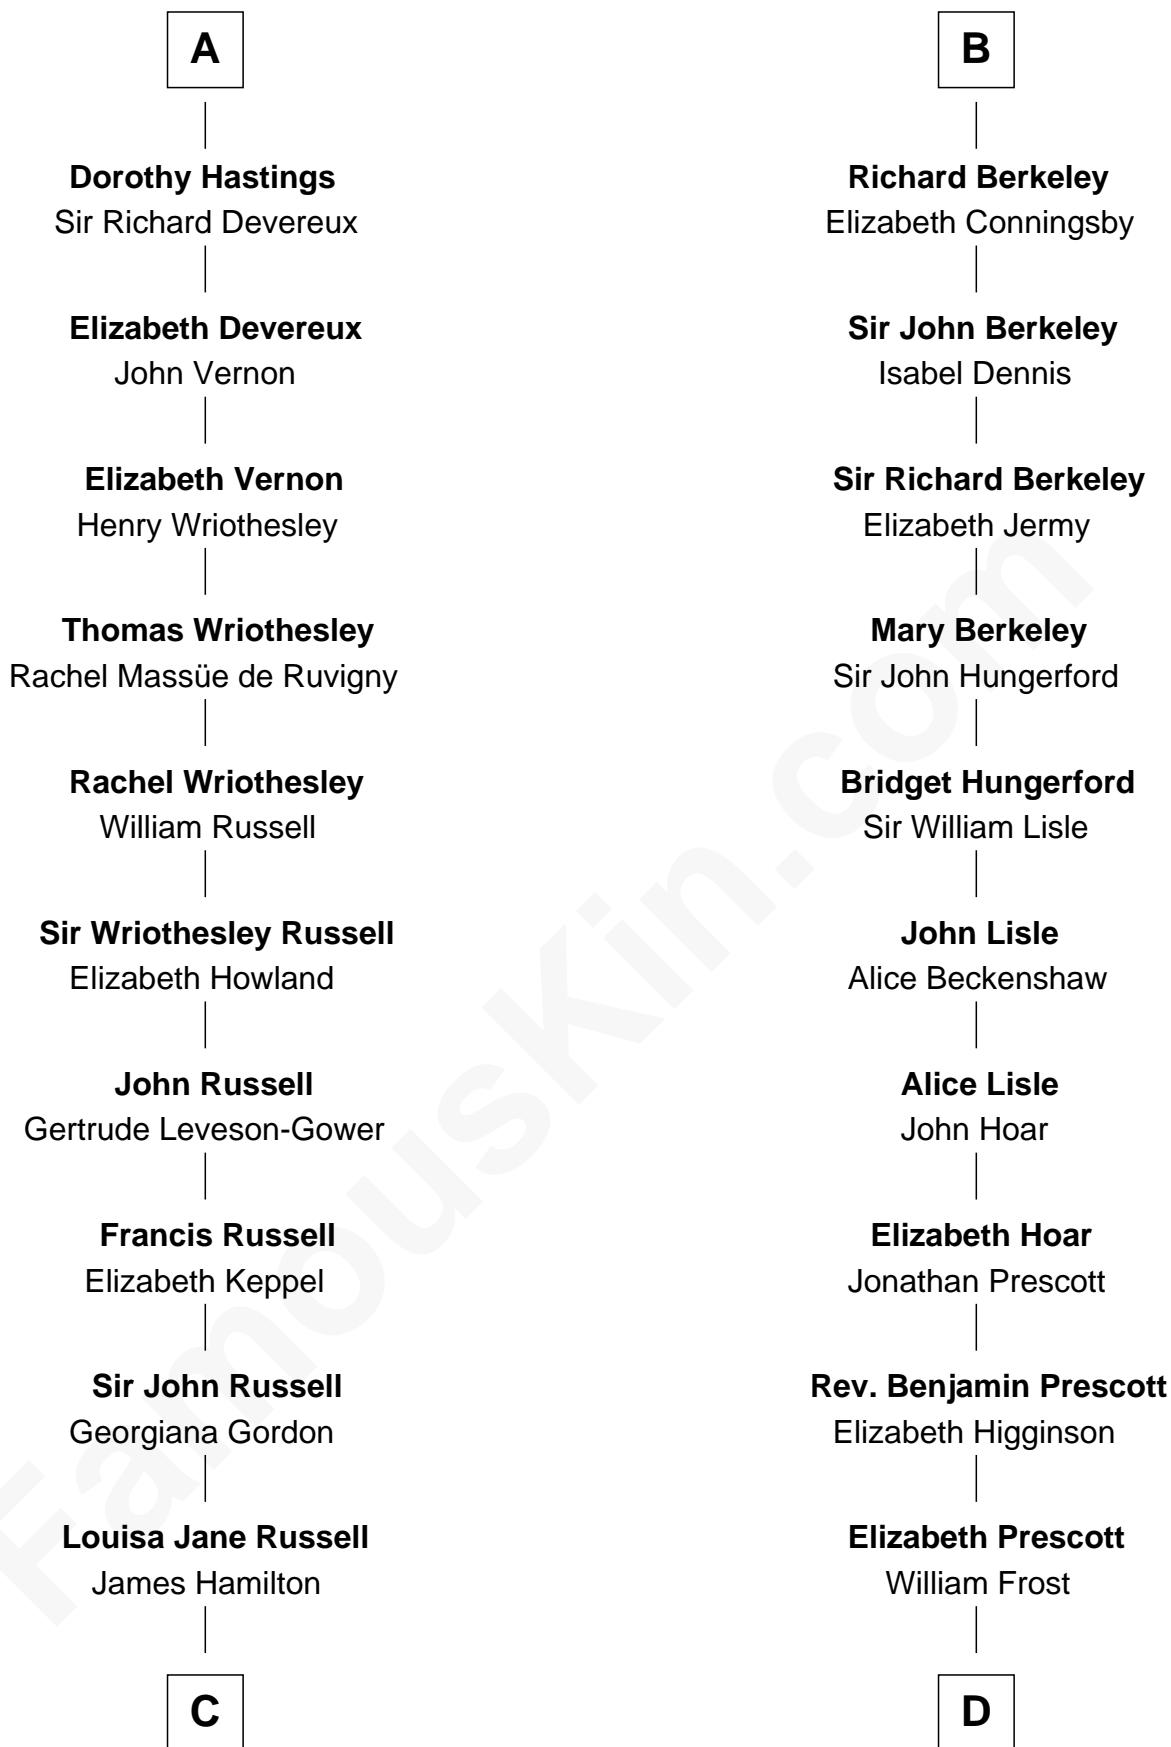 A
Dorothy Hastings
Sir Richard Devereux
Elizabeth Devereux
John Vernon
Elizabeth Vernon
Henry Wriothesley
Thomas Wriothesley
Rachel Massüe de Ruvigny
Rachel Wriothesley
William Russell
Sir Wriothesley Russell
Elizabeth Howland
John Russell
Gertrude Leveson-Gower
Francis Russell
Elizabeth Keppel
Sir John Russell
Georgiana Gordon
Louisa Jane Russell
James Hamilton
C
B
Richard Berkeley
Elizabeth Conningsby
Sir John Berkeley
Isabel Dennis
Sir Richard Berkeley
Elizabeth Jermy
Mary Berkeley
Sir John Hungerford
Bridget Hungerford
Sir William Lisle
John Lisle
Alice Beckenshaw
Alice Lisle
John Hoar
Elizabeth Hoar
Jonathan Prescott
Rev. Benjamin Prescott
Elizabeth Higginson
Elizabeth Prescott
William Frost
D
FamousKin.com